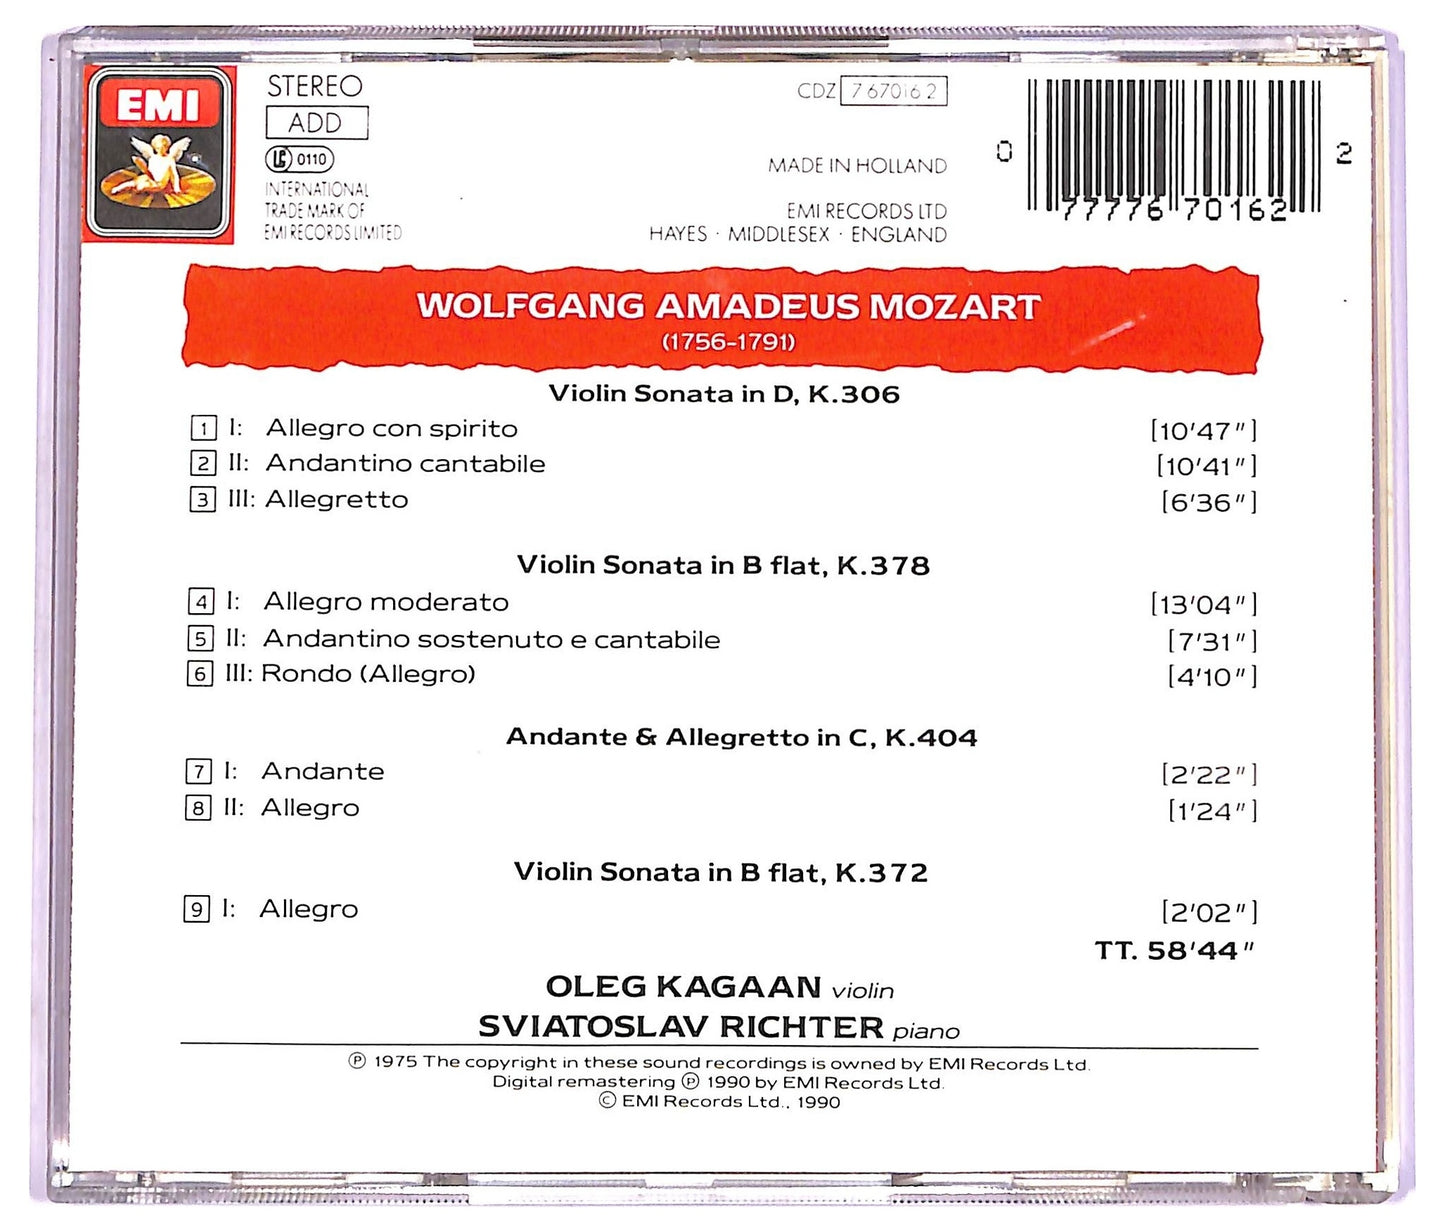 EMI
STEREO
ADD
LC 0110
INTERNATIONAL
TRADE MARK OF
EMI RECORDS LIMITED
CDZ 7 67016 2
MADE IN HOLLAND
EMI RECORDS LTD
HAYES · MIDDLESEX · ENGLAND
0 77776 70162 2
WOLFGANG AMADEUS MOZART
(1756-1791)
Violin Sonata in D, K.306
1 I: Allegro con spirito [10'47"]
2 II: Andantino cantabile [10'41"]
3 III: Allegretto [6'36"]
Violin Sonata in B flat, K.378
4 I: Allegro moderato [13'04"]
5 II: Andantino sostenuto e cantabile [7'31"]
6 III: Rondo (Allegro) [4'10"]
Andante & Allegretto in C, K.404
7 I: Andante [2'22"]
8 II: Allegro [1'24"]
Violin Sonata in B flat, K.372
9 I: Allegro [2'02"]
TT. 58'44"
OLEG KAGAAN violin
SVIATOSLAV RICHTER piano
℗ 1975 The copyright in these sound recordings is owned by EMI Records Ltd.
Digital remastering ℗ 1990 by EMI Records Ltd.
© EMI Records Ltd., 1990